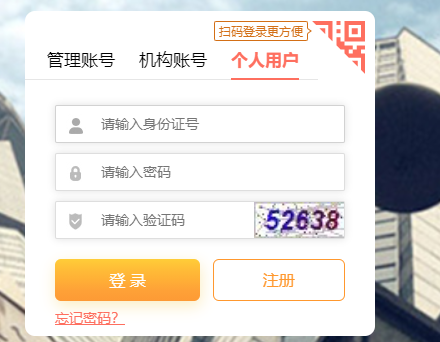 扫码登录更方便
管理账号 机构账号 个人用户
请输入身份证号
请输入密码
请输入验证码 52638
登录 注册
忘记密码?